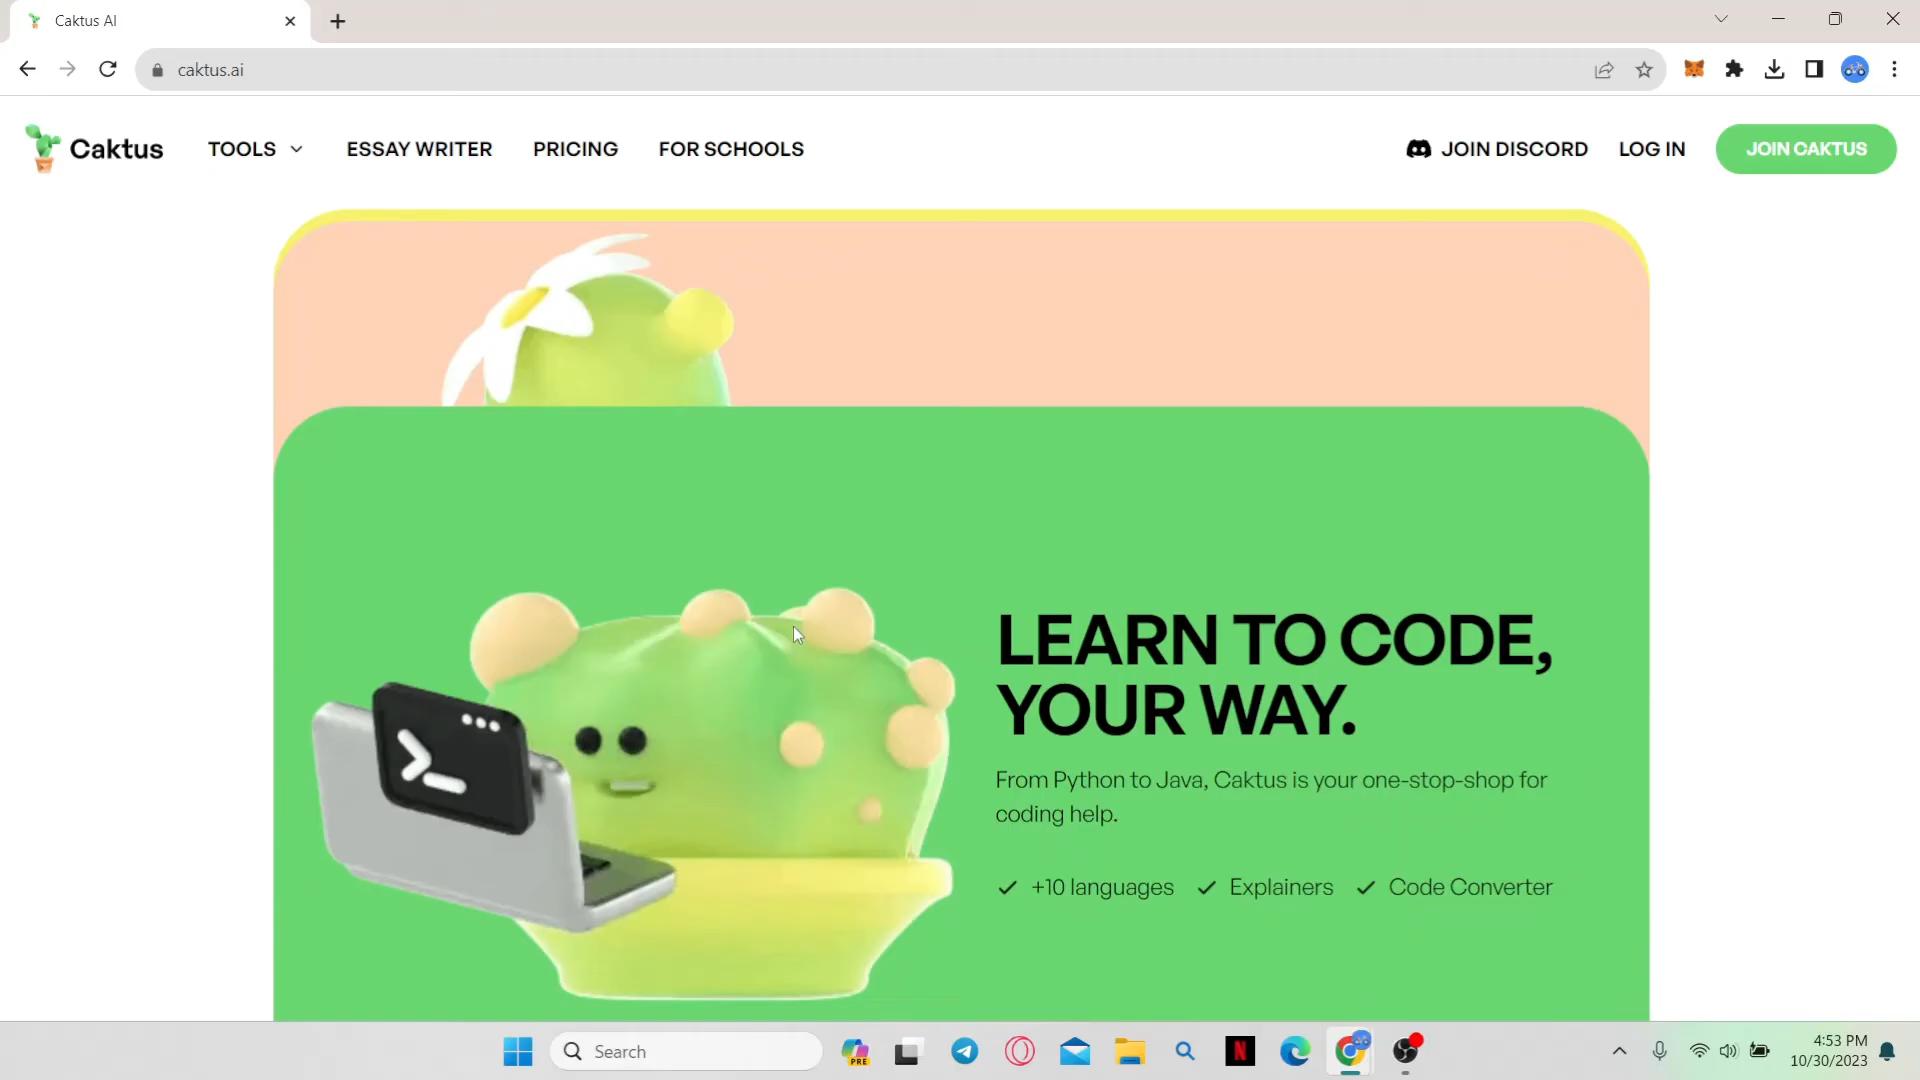 Caktus AI
caktus.ai
Caktus
TOOLS
ESSAY WRITER
PRICING
FOR SCHOOLS
JOIN DISCORD
LOG IN
JOIN CAKTUS
LEARN TO CODE,
YOUR WAY.
From Python to Java, Caktus is your one-stop-shop for
coding help.
+10 languages
Explainers
Code Converter
Search
PRE
N
4:53 PM
10/30/2023